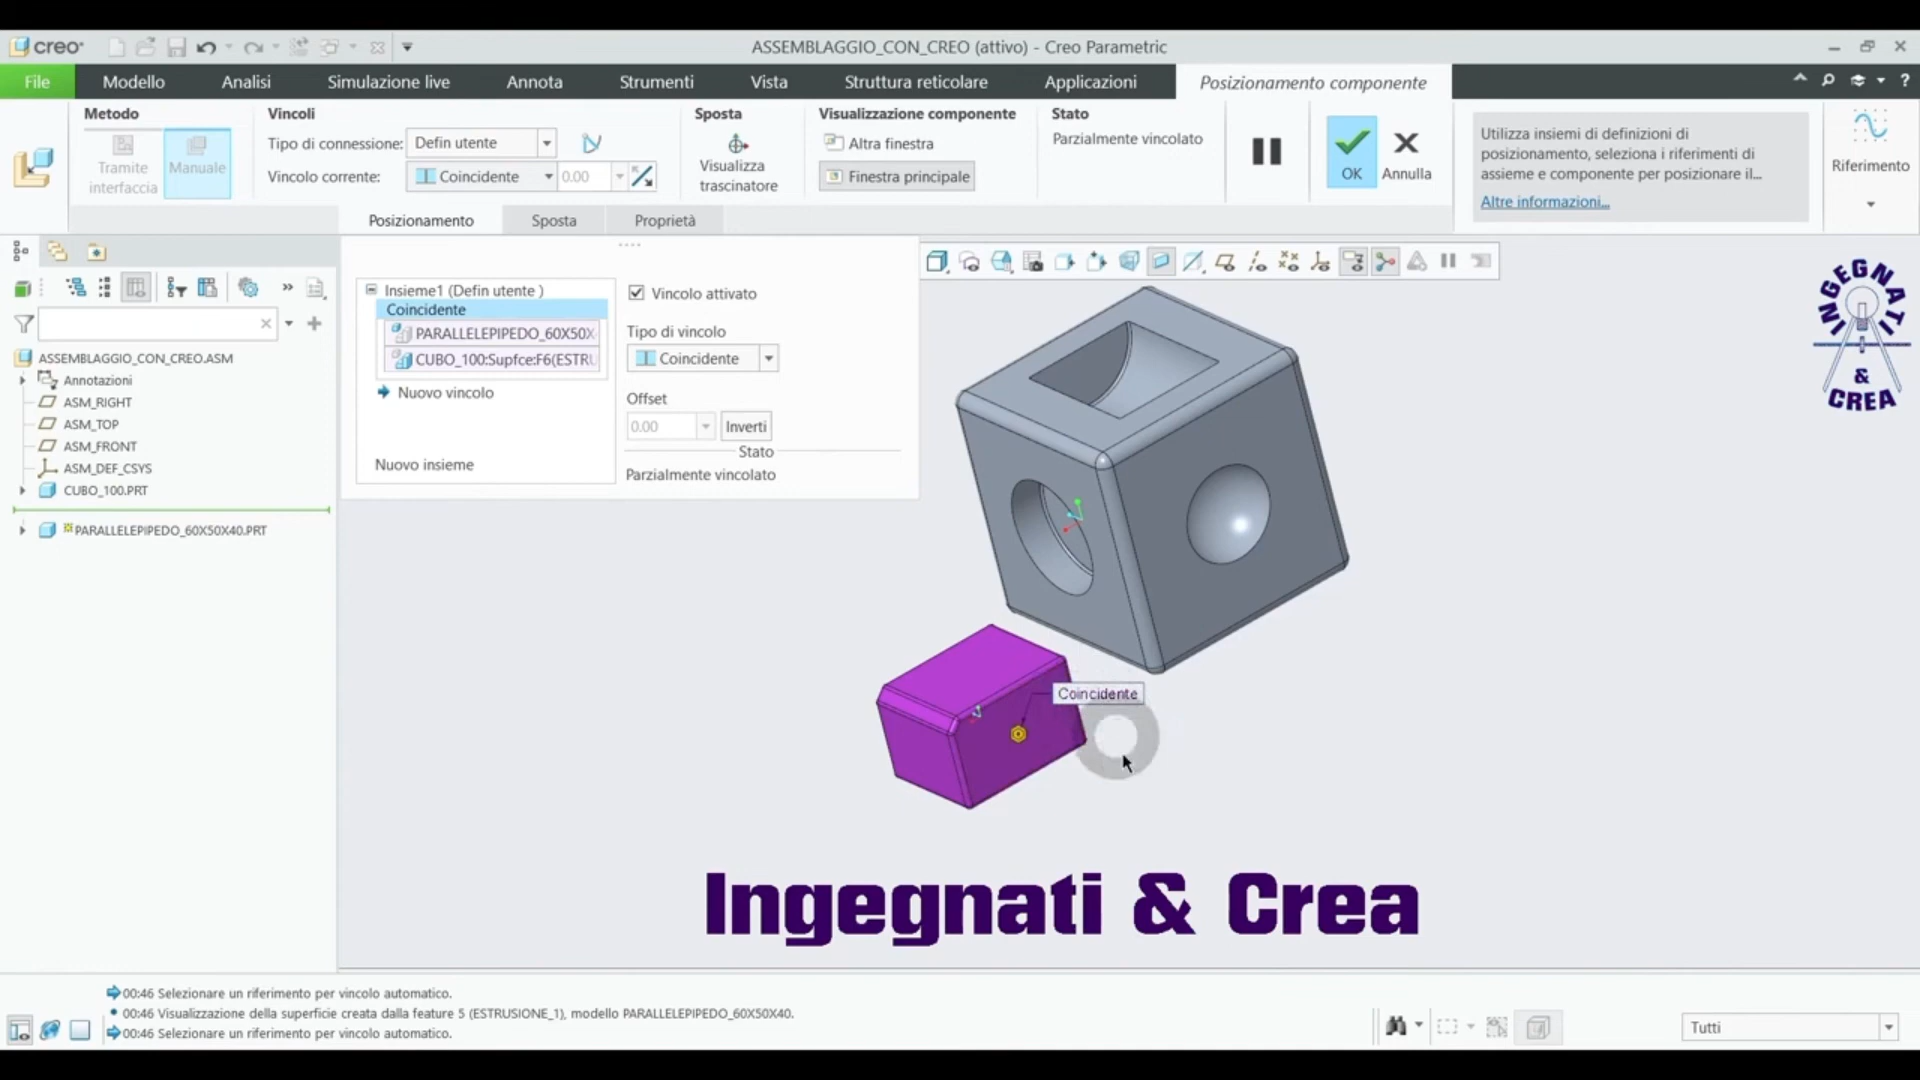 creo
ASSEMBLAGGIO_CON_CREO (attivo) - Creo Parametric
File
Modello
Analisi
Simulazione live
Annota
Strumenti
Vista
Struttura reticolare
Applicazioni
Posizionamento componente
Metodo
Tramite interfaccia
Manuale
Vincoli
Tipo di connessione:
Defin utente
Vincolo corrente:
Coincidente
0.00
Sposta
Visualizza trascinatore
Visualizzazione componente
Altra finestra
Finestra principale
Stato
Parzialmente vincolato
OK
Annulla
Utilizza insiemi di definizioni di
posizionamento, seleziona i riferimenti di
assieme e componente per posizionare il...
Altre informazioni...
Riferimento
Posizionamento
Sposta
Proprietà
Insieme1 (Defin utente )
Coincidente
PARALLELEPIPEDO_60X50X
CUBO_100:Supfce:F6(ESTRU
Nuovo vincolo
Nuovo insieme
Vincolo attivato
Tipo di vincolo
Coincidente
Offset
0.00
Inverti
Stato
Parzialmente vincolato
ASSEMBLAGGIO_CON_CREO.ASM
Annotazioni
ASM_RIGHT
ASM_TOP
ASM_FRONT
ASM_DEF_CSYS
CUBO_100.PRT
PARALLELEPIPEDO_60X50X40.PRT
INGEGNATI
&
CREA
Coincidente
Ingegnati & Crea
00:46 Selezionare un riferimento per vincolo automatico.
00:46 Visualizzazione della superficie creata dalla feature 5 (ESTRUSIONE_1), modello PARALLELEPIPEDO_60X50X40.
00:46 Selezionare un riferimento per vincolo automatico.
Tutti